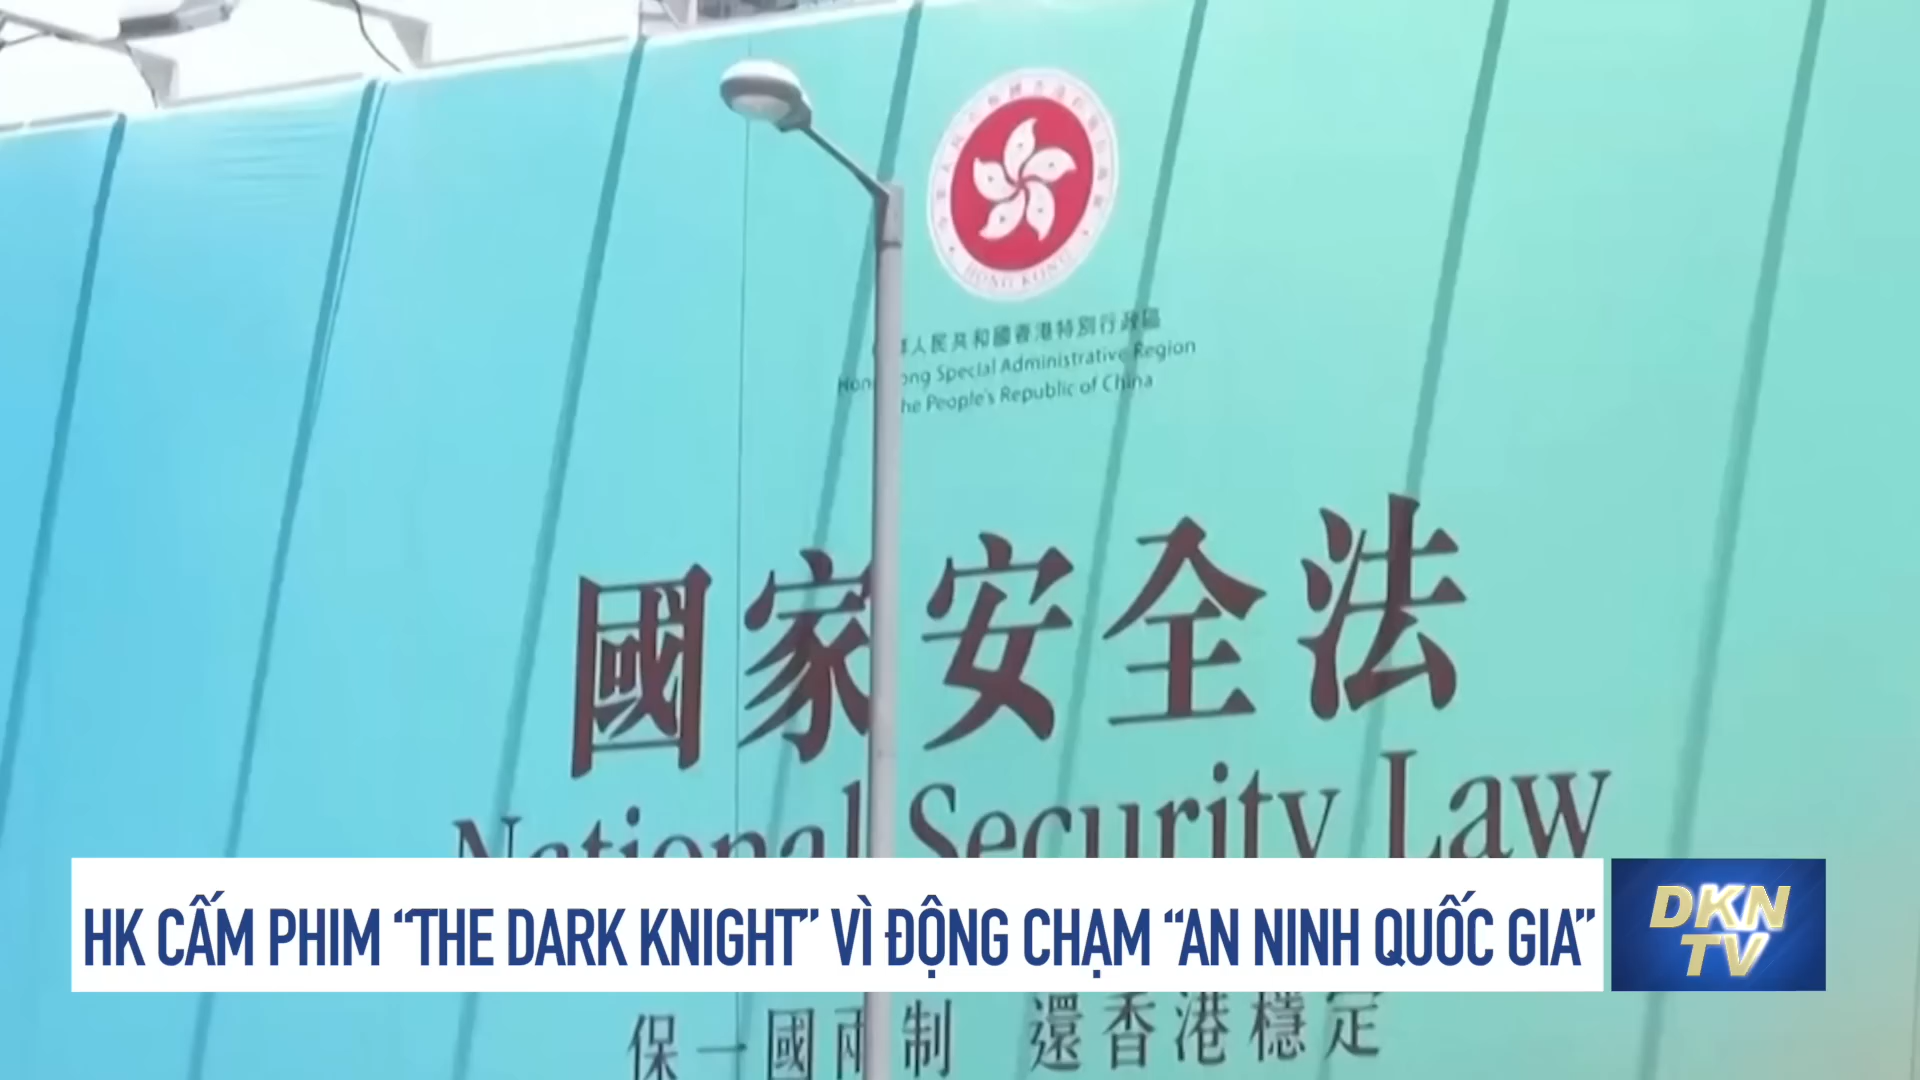 HONG KONG
華人民共和國香港特別行政區
Hong Kong Special Administrative Region
the People's Republic of China
國家安全法
National Security Law
HK CẤM PHIM “THE DARK KNIGHT” VÌ ĐỘNG CHẠM “AN NINH QUỐC GIA”
DKN
TV
保一國兩制 還香港穩定